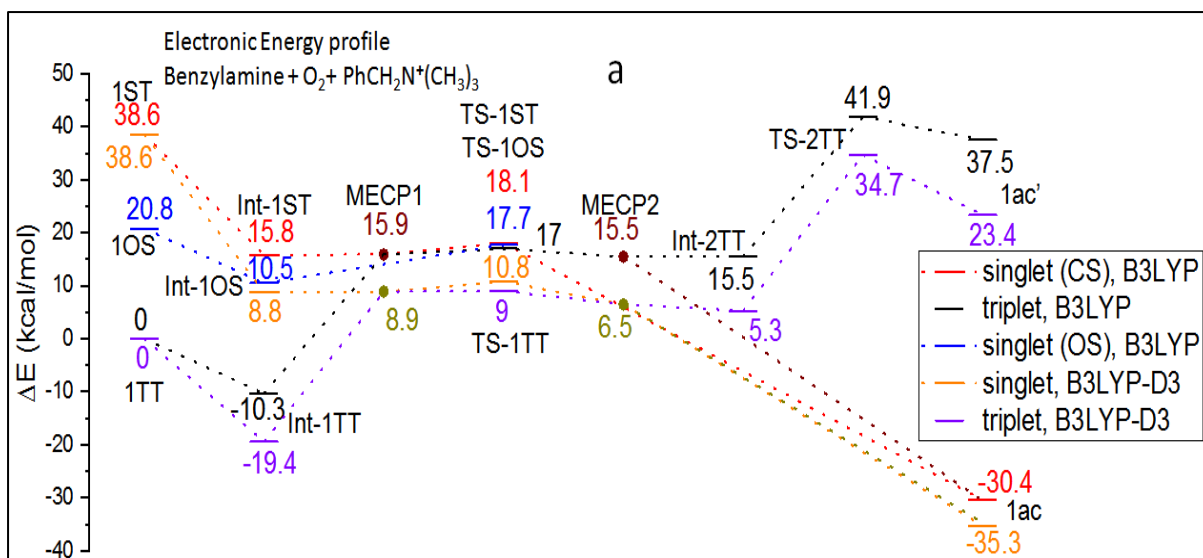 Electronic Energy profile
Benzylamine + O₂+ PhCH₂N⁺(CH₃)₃
a
ΔE (kcal/mol)
50
40
30
20
10
0
-10
-20
-30
-40
1ST
38.6
38.6
20.8
1OS
0
0
1TT
Int-1ST
15.8
10.5
Int-1OS
8.8
-10.3
Int-1TT
-19.4
MECP1
15.9
8.9
TS-1ST
TS-1OS
18.1
17.7
17
10.8
9
TS-1TT
MECP2
15.5
6.5
Int-2TT
15.5
5.3
41.9
TS-2TT
34.7
37.5
1ac'
23.4
-30.4
1ac
-35.3
singlet (CS), B3LYP
triplet, B3LYP
singlet (OS), B3LYP
singlet, B3LYP-D3
triplet, B3LYP-D3